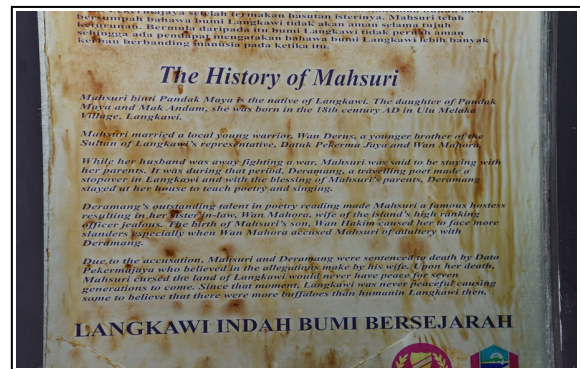 bersumpah bahawa bumi Langkawi tidak akan aman selama tujuh
keturunan. Bermula daripada itu bumi Langkawi tidak pernah aman
sehingga ada pendapat mengatakan bahawa bumi Langkawi lebih banyak
kerbau berbanding manusia pada ketika itu.
The History of Mahsuri
Mahsuri binti Pandak Maya is the native of Langkawi. The daughter of Pandak
Maya and Mak Andam, she was born in the 18th century AD in Ulu Melaka
Village, Langkawi.
Mahsuri married a local young warrior, Wan Derus, a younger brother of the
Sultan of Langkawi's representative, Datuk Pekerma Jaya and Wan Mahora.
While her husband was away fighting a war, Mahsuri was said to be staying with
her parents. It was during that period, Deramang, a travelling poet made a
stopover in Langkawi and with the blessing of Mahsuri's parents, Deramang
stayed at her house to teach poetry and singing.
Deramang's outstanding talent in poetry reading made Mahsuri a famous hostess
resulting in her sister in-law, Wan Mahora, wife of the island's high ranking
officer jealous. The birth of Mahsuri's son, Wan Hakim caused her to face more
slanders especially when Wan Mahora accused Mahsuri of adultery with
Deramang.
Due to the accusation, Mahsuri and Deramang were sentenced to death by Dato
Pekermajaya who believed in the allegations make by his wife. Upon her death,
Mahsuri cursed the land of Langkawi would never have peace for seven
generations to come. Since that moment, Langkawi was never peaceful causing
some to believe that there were more buffaloes than humanin Langkawi then.
LANGKAWI INDAH BUMI BERSEJARAH